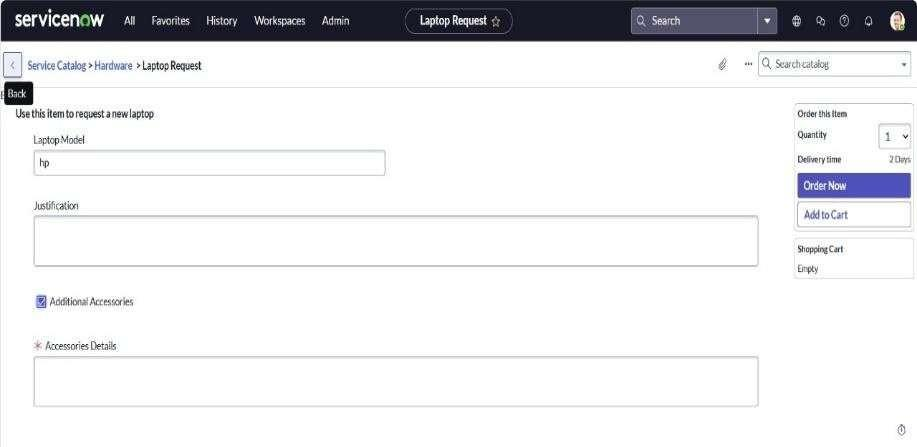 servicenow All Favorites History Workspaces Admin Laptop Request Search
Service Catalog > Hardware > Laptop Request Search catalog
Back
Use this item to request a new laptop
Laptop Model
hp
Justification
Additional Accessories
* Accessories Details
Order this Item
Quantity 1
Delivery time 2 Days
Order Now
Add to Cart
Shopping Cart
Empty